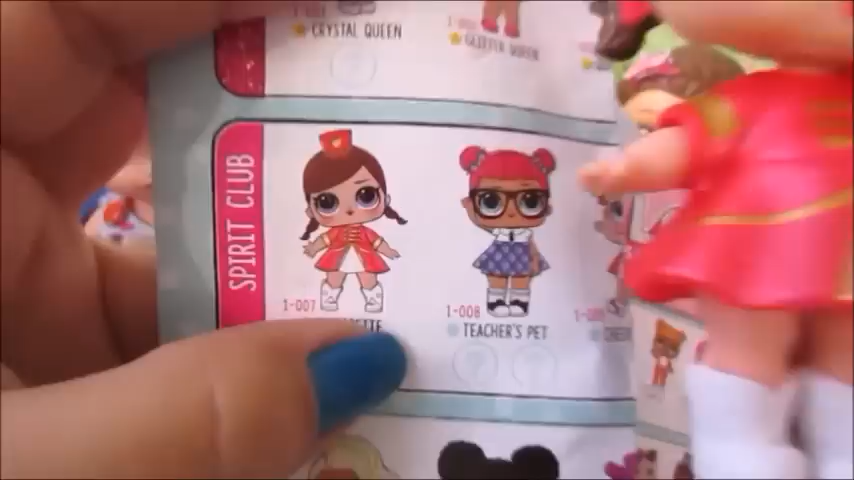 CRYSTAL QUEEN
GLITTER QUEEN
SPIRIT CLUB
1-007
1-008
TEACHER'S PET